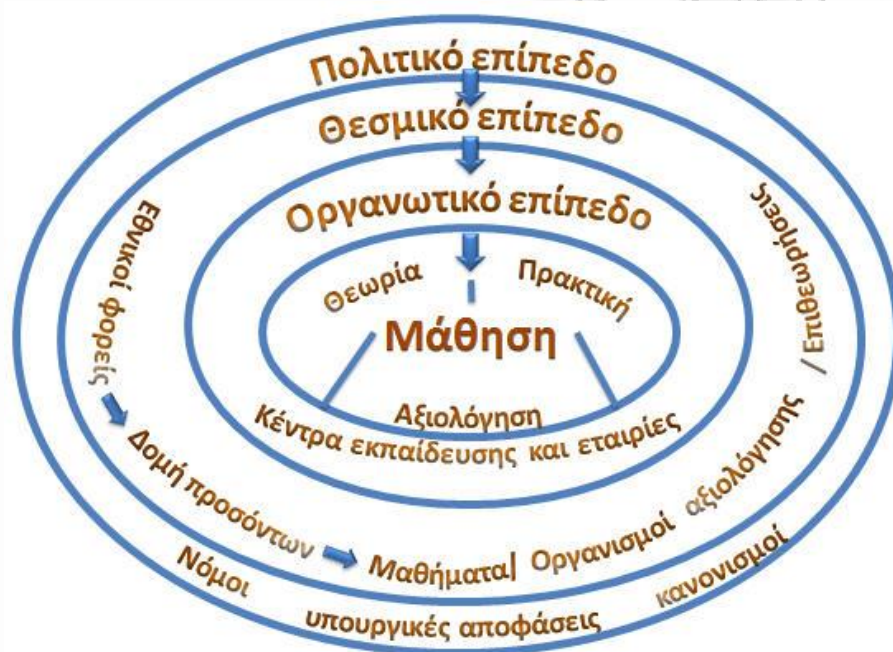 Πολιτικό επίπεδο
Θεσμικό επίπεδο
Οργανωτικό επίπεδο
Θεωρία
Πρακτική
Μάθηση
Αξιολόγηση
Κέντρα εκπαίδευσης και εταιρίες
Εθνικοί φορείς
Δομή προσόντων
Μαθήματα| Οργανισμοί αξιολόγησης / Επιθεωρήσεις
Νόμοι υπουργικές αποφάσεις κανονισμοί